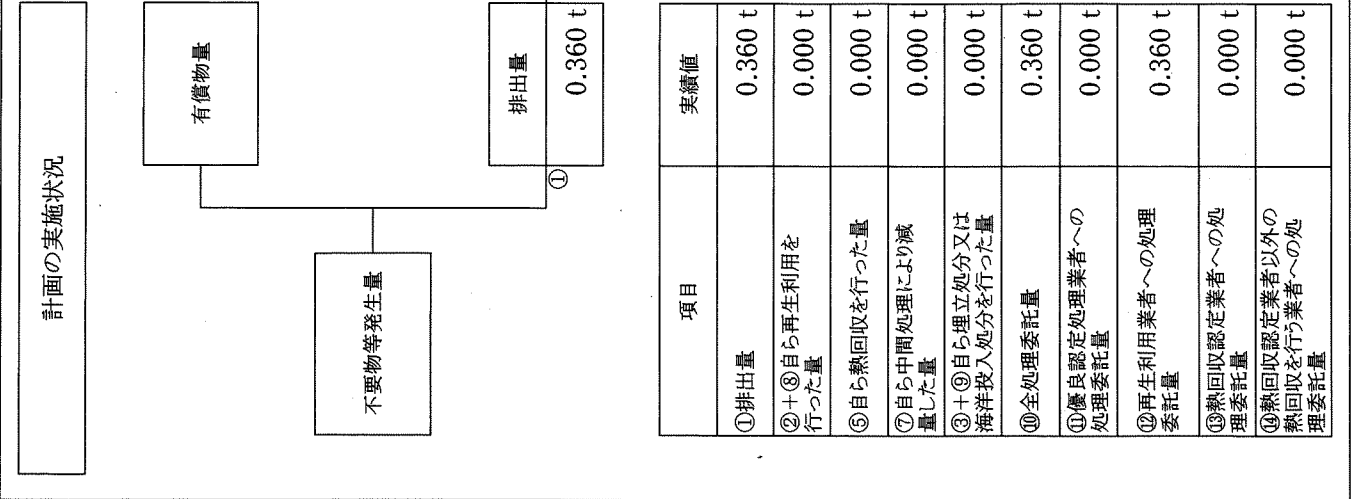 計画の実施状況
有償物量
不要物等発生量
排出量
①
0.360 t
項目
実績値
①排出量
0.360 t
②+⑧自ら再生利用を
行った量
0.000 t
⑤自ら熱回収を行った量
0.000 t
⑦自ら中間処理により減
量した量
0.000 t
③+⑨自ら埋立処分又は
海洋投入処分を行った量
0.000 t
⑩全処理委託量
0.360 t
⑪優良認定処理業者への
処理委託量
0.000 t
⑫再生利用業者への処理
委託量
0.360 t
⑬熱回収認定業者への処
理委託量
0.000 t
⑭熱回収認定業者以外の
熱回収を行う業者への処
理委託量
0.000 t